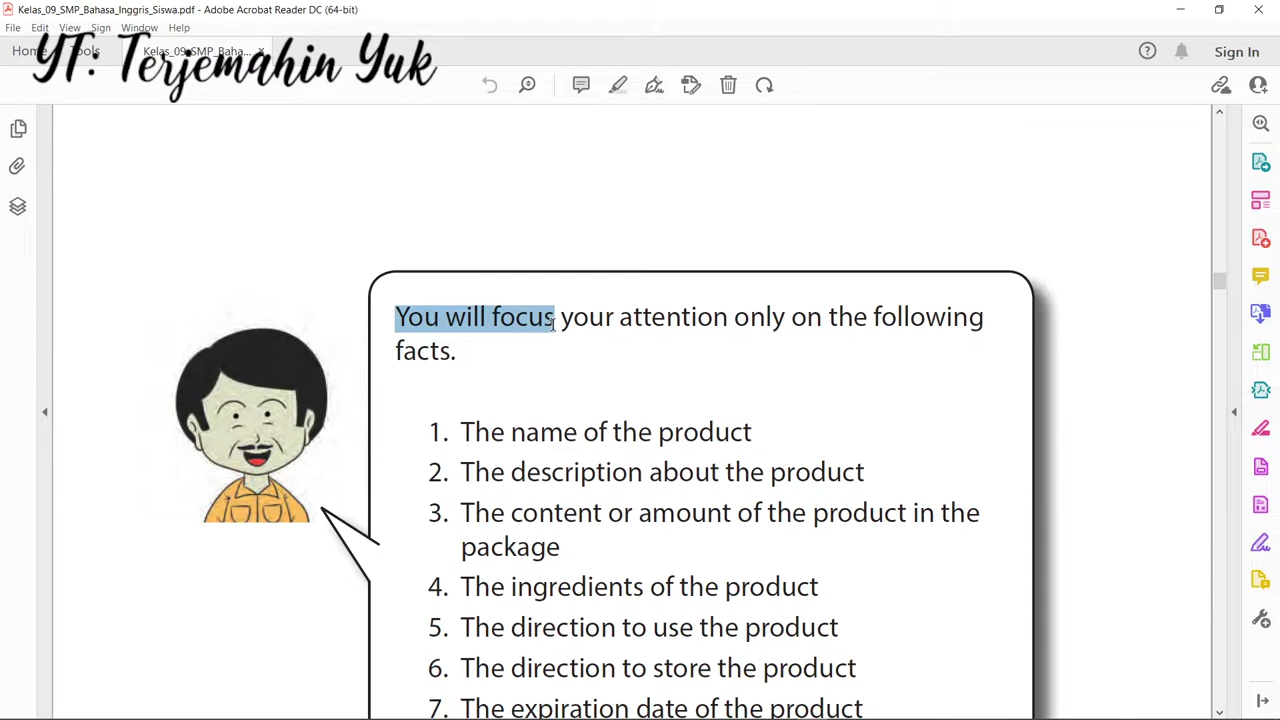 Kelas_09_SMP_Bahasa_Inggris_Siswa.pdf - Adobe Acrobat Reader DC (64-bit)
File Edit View Sign Window Help
Home Tools Kelas_09_SMP_Baha... x Sign In
YT: Terjemahin Yuk
You will focus your attention only on the following
facts.
1. The name of the product
2. The description about the product
3. The content or amount of the product in the
package
4. The ingredients of the product
5. The direction to use the product
6. The direction to store the product
7. The expiration date of the product